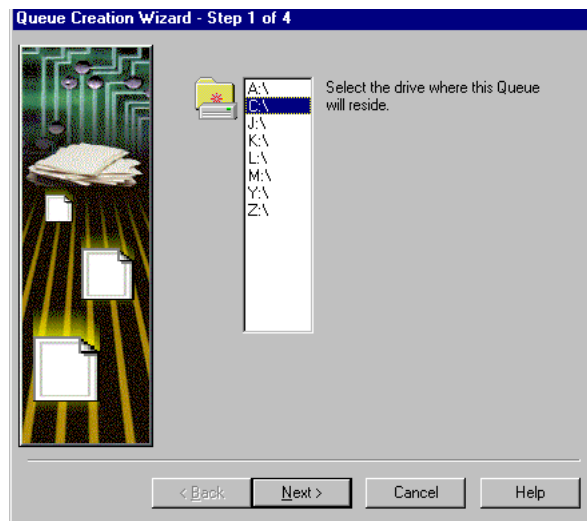 Queue Creation Wizard - Step 1 of 4
A:\
C:\
J:\
K:\
L:\
M:\
Y:\
Z:\
Select the drive where this Queue
will reside.
< Back
Next >
Cancel
Help